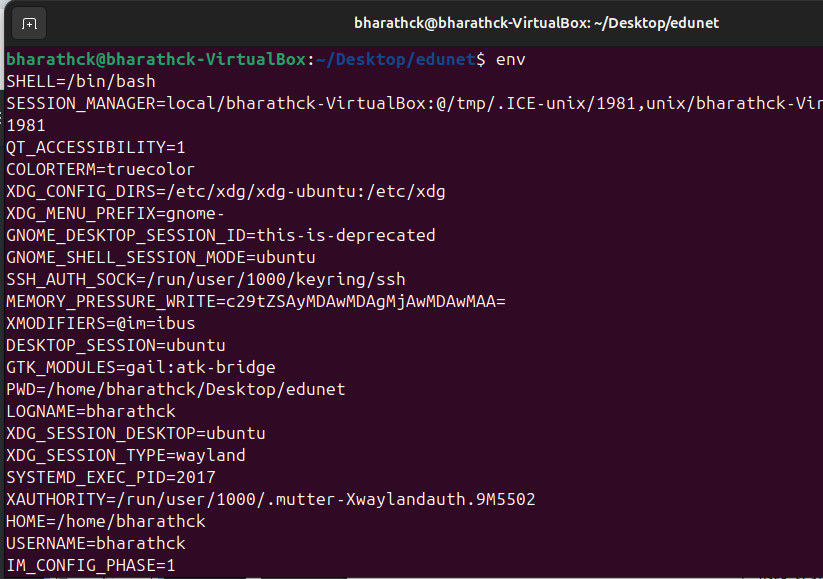 bharathck@bharathck-VirtualBox: ~/Desktop/edunet
bharathck@bharathck-VirtualBox:~/Desktop/edunet$ env
SHELL=/bin/bash
SESSION_MANAGER=local/bharathck-VirtualBox:@/tmp/.ICE-unix/1981,unix/bharathck-Vir
1981
QT_ACCESSIBILITY=1
COLORTERM=truecolor
XDG_CONFIG_DIRS=/etc/xdg/xdg-ubuntu:/etc/xdg
XDG_MENU_PREFIX=gnome-
GNOME_DESKTOP_SESSION_ID=this-is-deprecated
GNOME_SHELL_SESSION_MODE=ubuntu
SSH_AUTH_SOCK=/run/user/1000/keyring/ssh
MEMORY_PRESSURE_WRITE=c29tZSAyMDAwMDAgMjAwMDAwMAA=
XMODIFIERS=@im=ibus
DESKTOP_SESSION=ubuntu
GTK_MODULES=gail:atk-bridge
PWD=/home/bharathck/Desktop/edunet
LOGNAME=bharathck
XDG_SESSION_DESKTOP=ubuntu
XDG_SESSION_TYPE=wayland
SYSTEMD_EXEC_PID=2017
XAUTHORITY=/run/user/1000/.mutter-Xwaylandauth.9M5502
HOME=/home/bharathck
USERNAME=bharathck
IM_CONFIG_PHASE=1